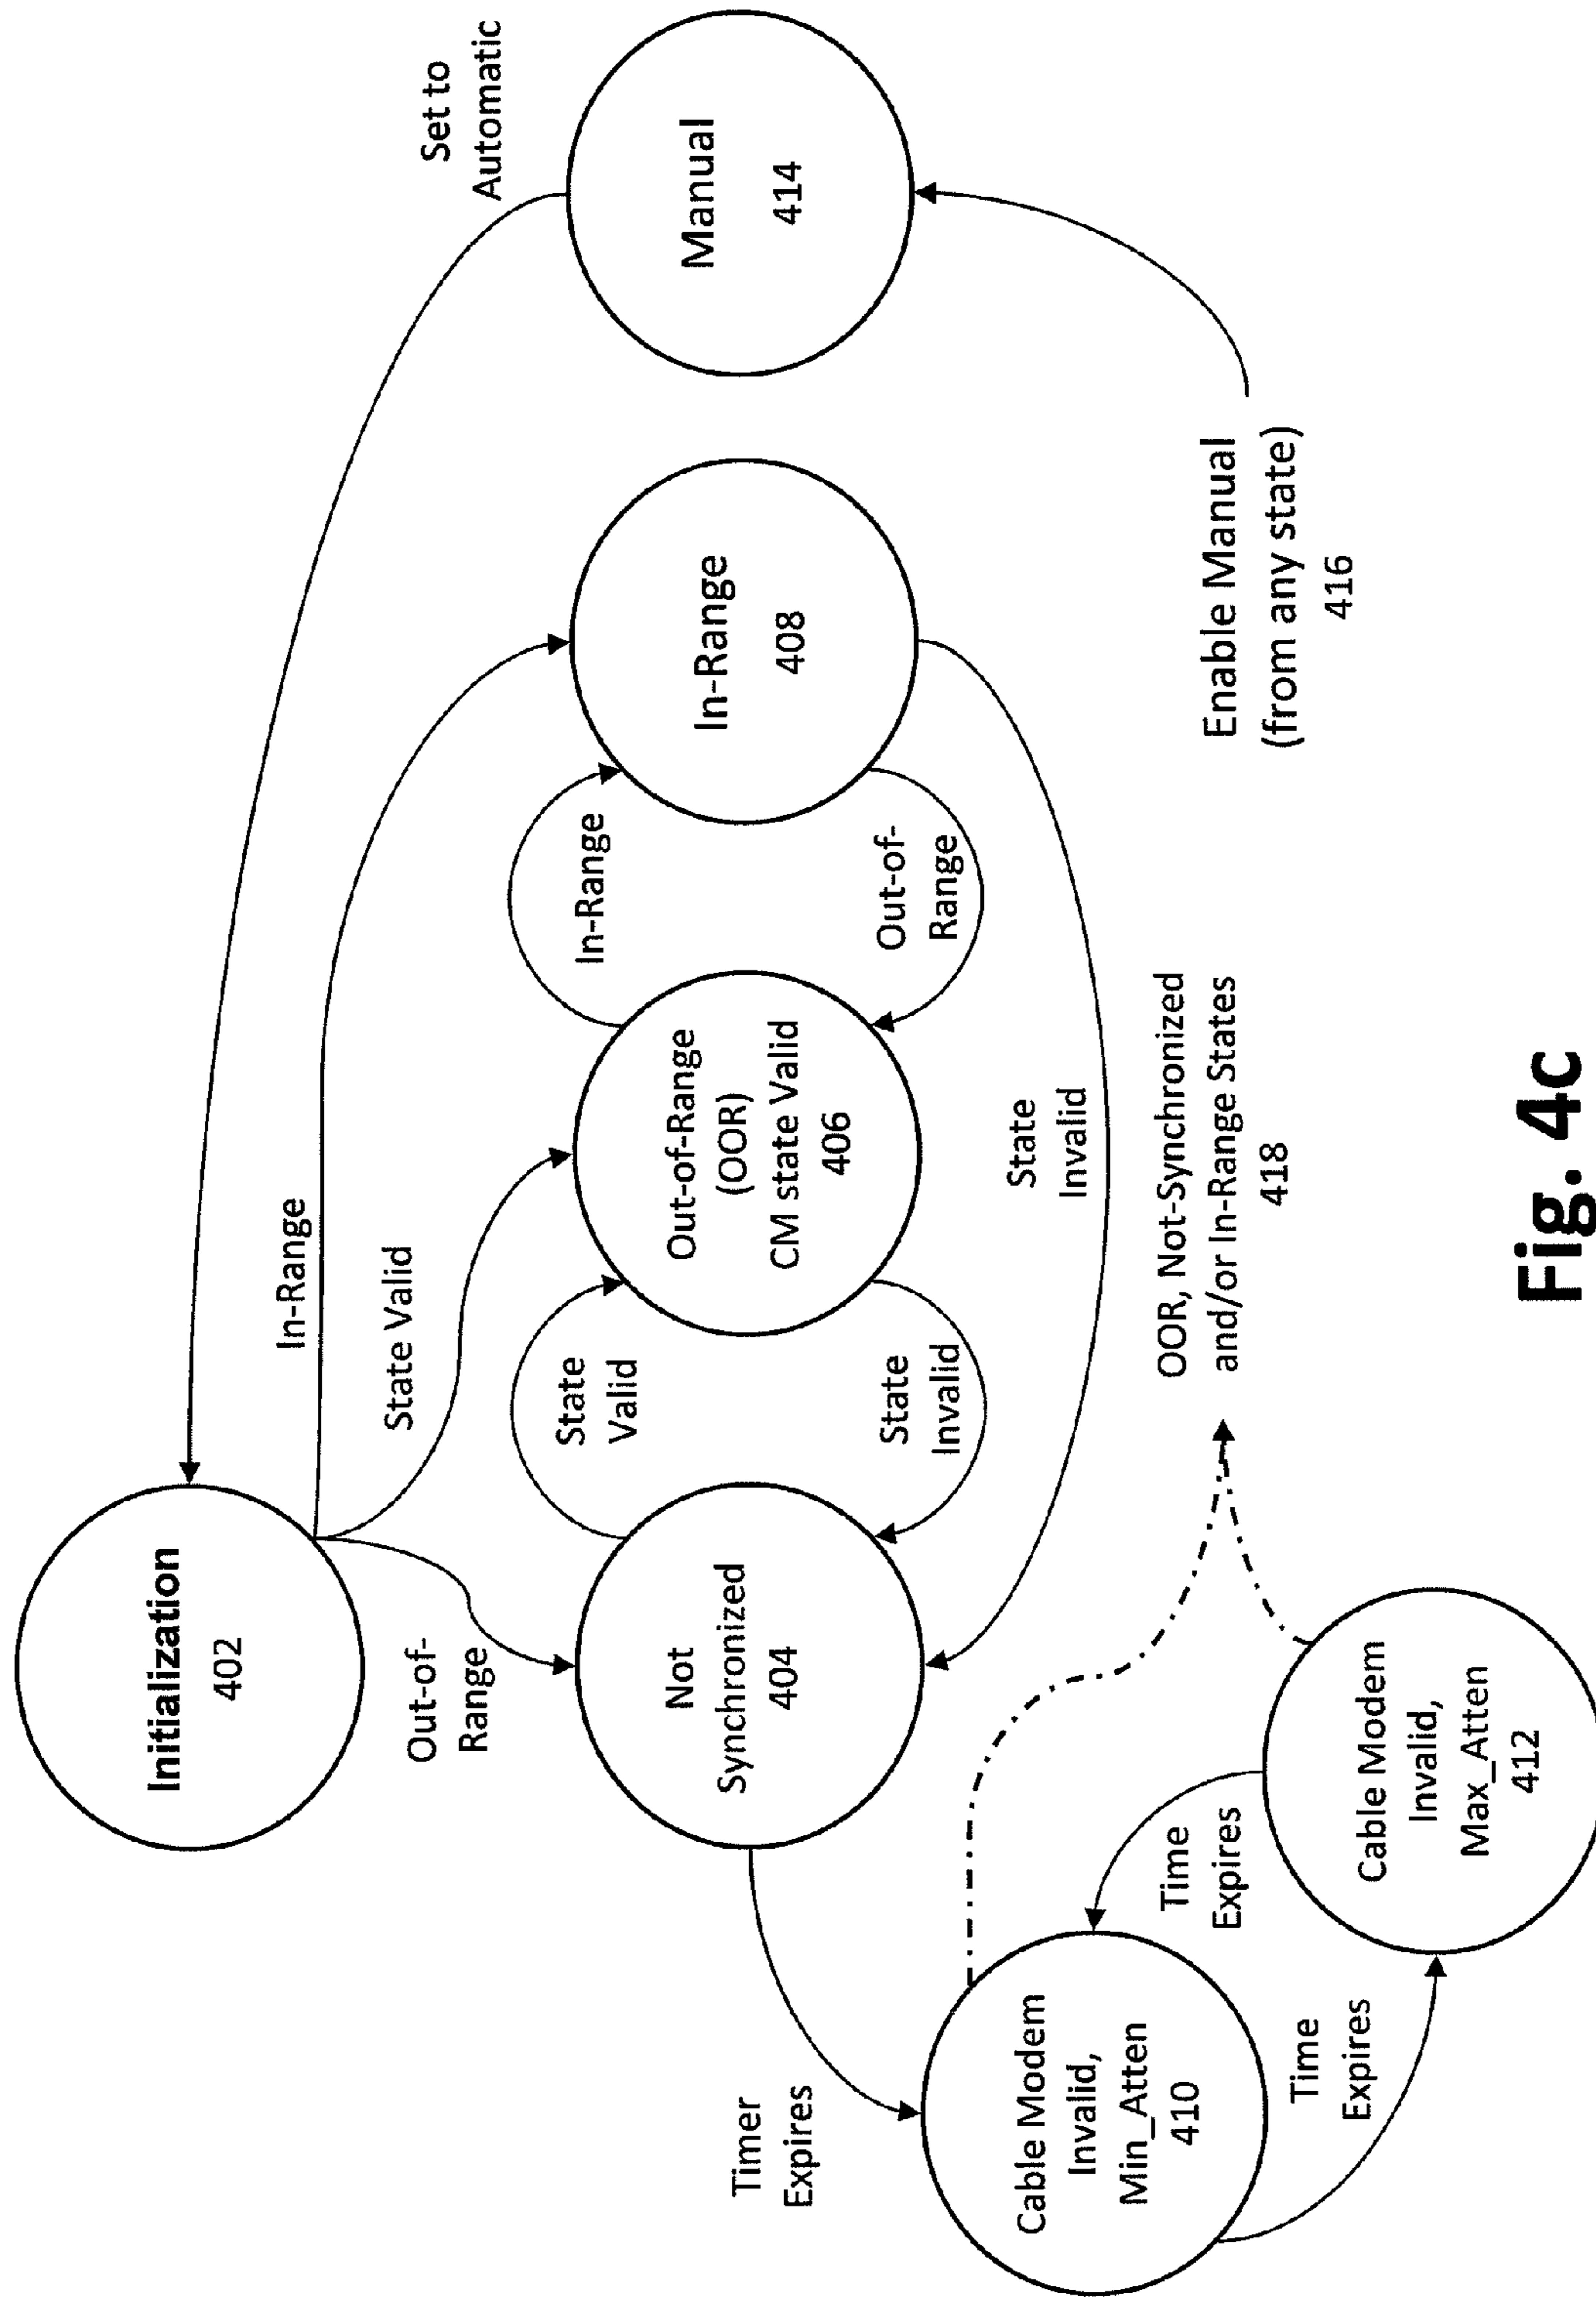 Initialization
402
Set to
Automatic
In-Range
State Valid
Out-of-
Range
Not
Synchronized
404
State
Valid
State
Invalid
Out-of-Range
(OOR)
CM state Valid
406
In-Range
Out-of-
Range
In-Range
408
Manual
414
State
Invalid
Timer
Expires
Cable Modem
Invalid,
Min_Atten
410
Time
Expires
Time
Expires
Cable Modem
Invalid,
Max_Atten
412
OOR, Not-Synchronized
and/or In-Range States
418
Enable Manual
(from any state)
416
Fig. 4c